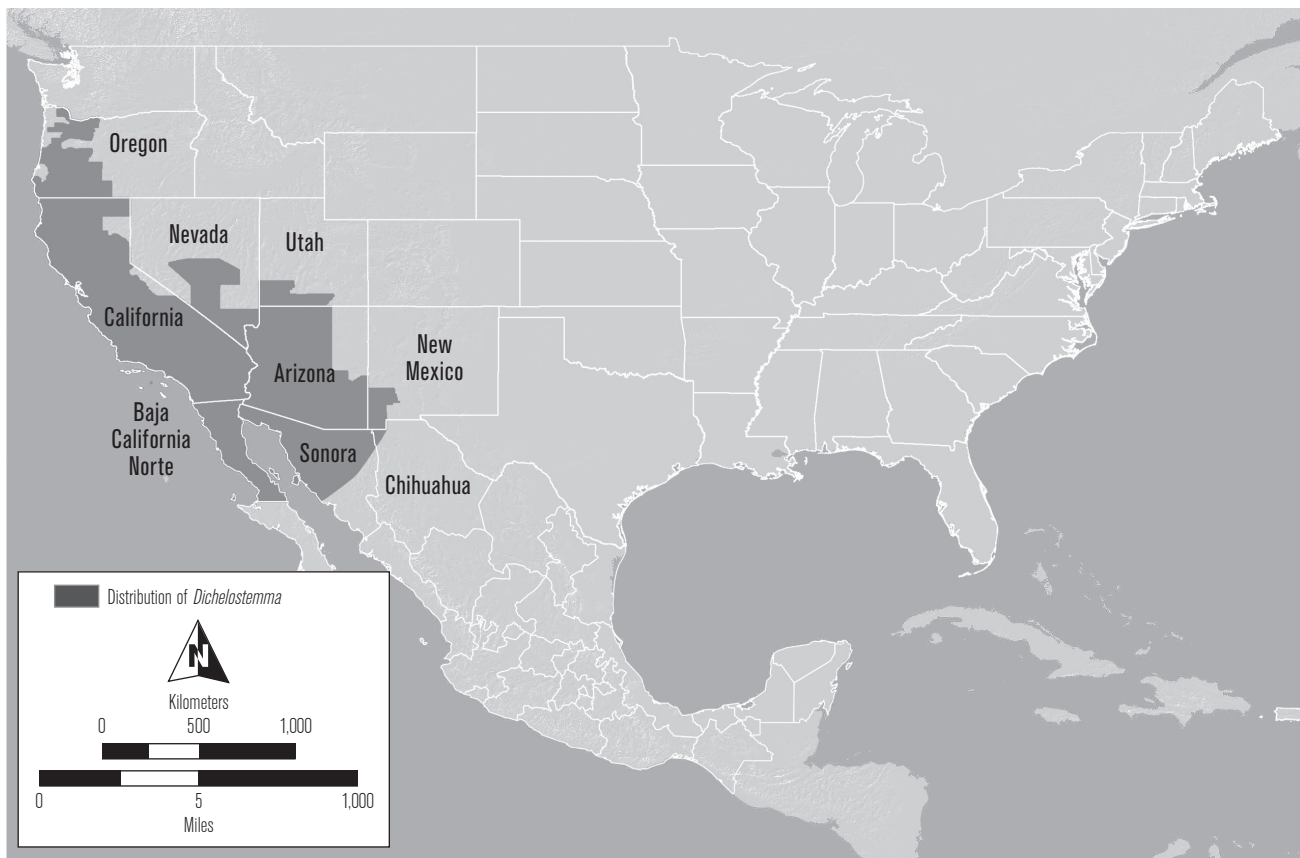 Oregon
Nevada
Utah
California
Arizona
New
Mexico
Baja
California
Norte
Sonora
Chihuahua
Distribution of Dichelostemma
N
Kilometers
0 500 1,000
0 5 1,000
Miles